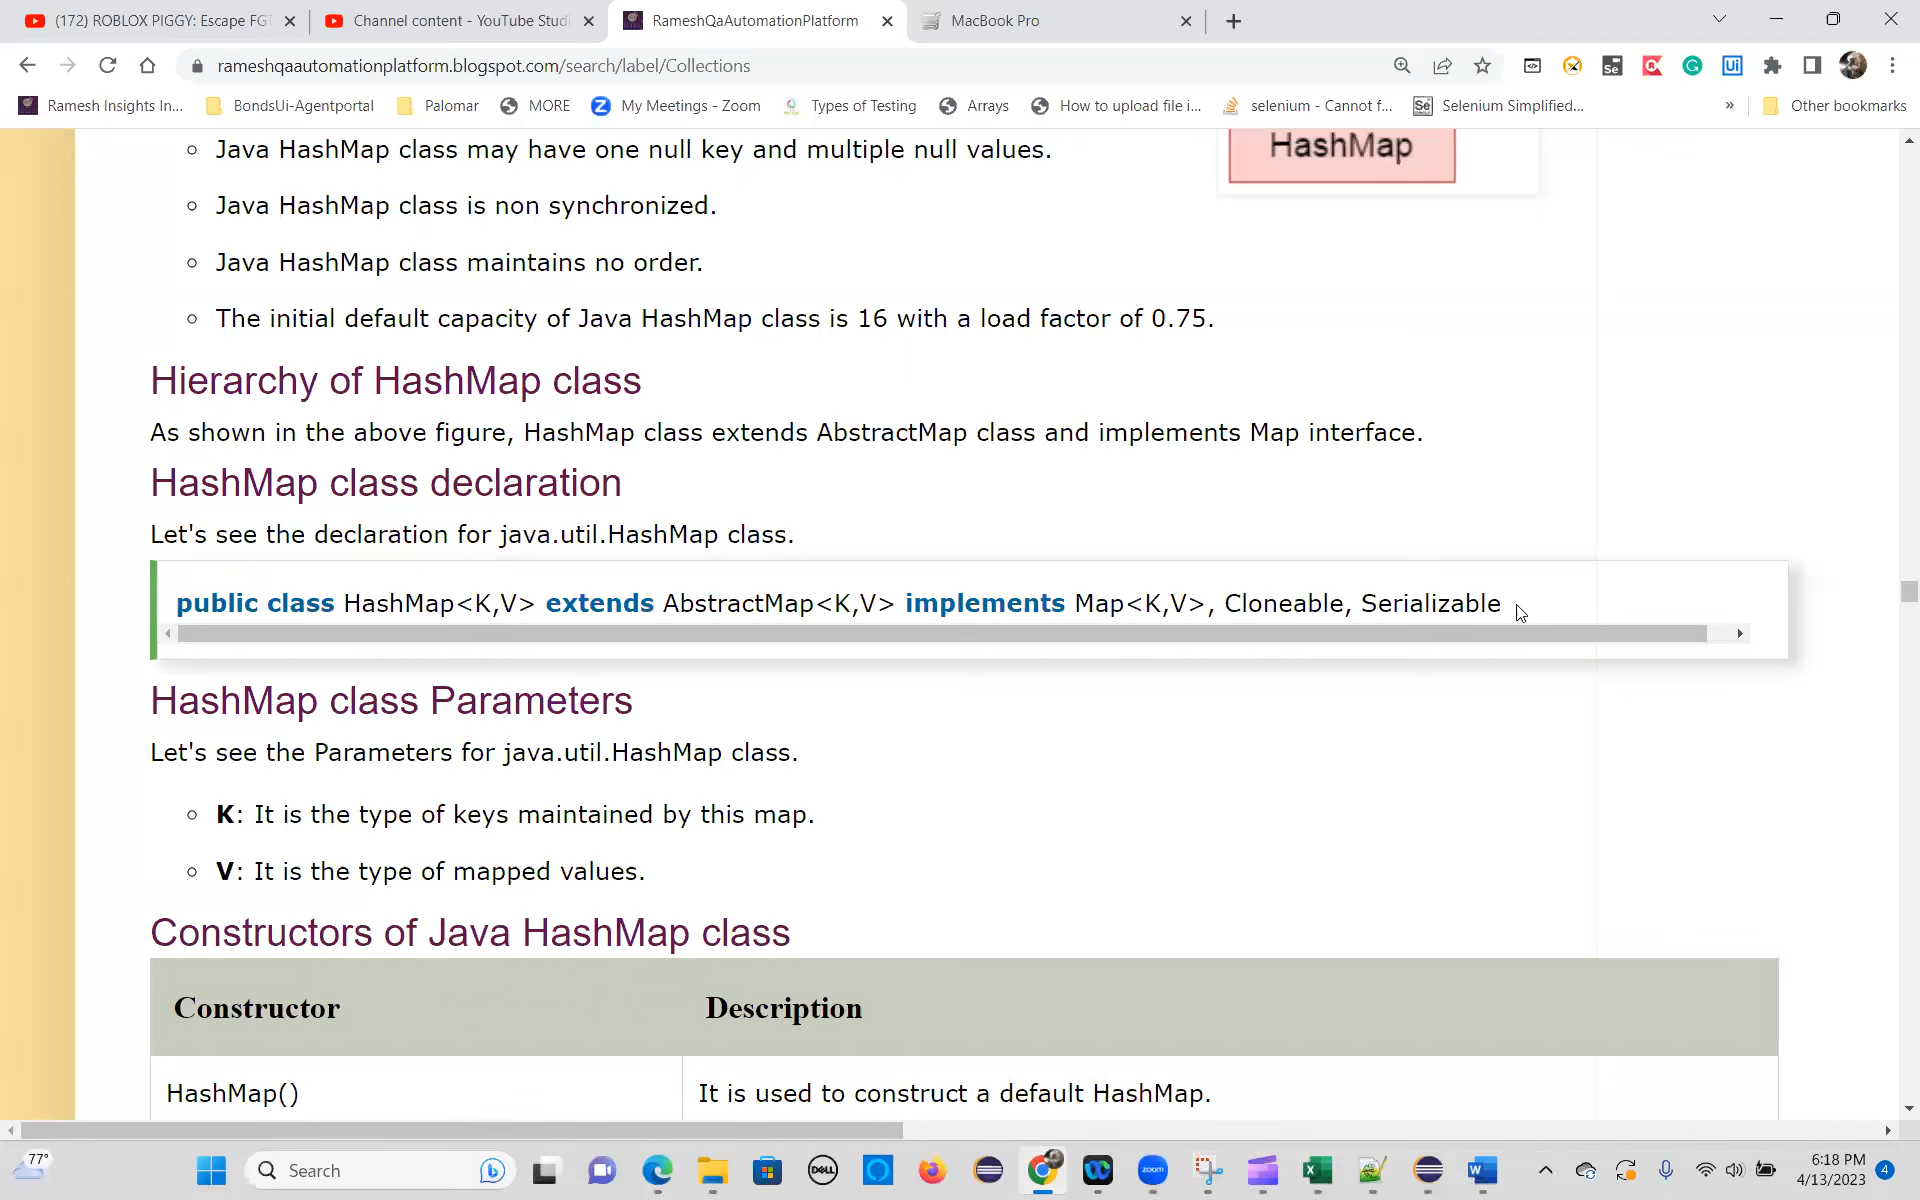 (172) ROBLOX PIGGY: Escape FGT
Channel content - YouTube Studi
RameshQaAutomationPlatform
MacBook Pro
rameshqaautomationplatform.blogspot.com/search/label/Collections
Ramesh Insights In...
BondsUi-Agentportal
Palomar
MORE
My Meetings - Zoom
Types of Testing
Arrays
How to upload file i...
selenium - Cannot f...
Selenium Simplified...
»
Other bookmarks
Java HashMap class may have one null key and multiple null values.
HashMap
Java HashMap class is non synchronized.
Java HashMap class maintains no order.
The initial default capacity of Java HashMap class is 16 with a load factor of 0.75.
Hierarchy of HashMap class
As shown in the above figure, HashMap class extends AbstractMap class and implements Map interface.
HashMap class declaration
Let's see the declaration for java.util.HashMap class.
public class HashMap<K,V> extends AbstractMap<K,V> implements Map<K,V>, Cloneable, Serializable
HashMap class Parameters
Let's see the Parameters for java.util.HashMap class.
K: It is the type of keys maintained by this map.
V: It is the type of mapped values.
Constructors of Java HashMap class
Constructor
Description
HashMap()
It is used to construct a default HashMap.
77°
Search
DELL
zoom
6:18 PM
4/13/2023
4